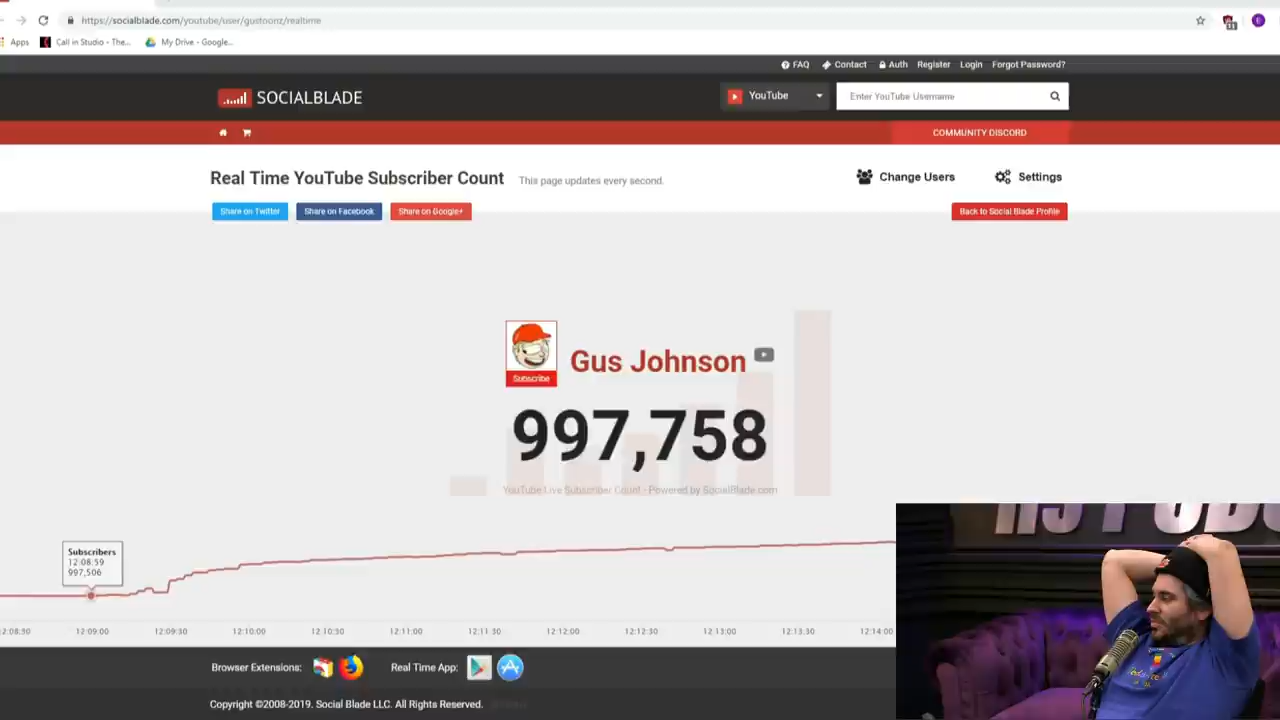 https://socialblade.com/youtube/user/gustoonz/realtime
Apps Call in Studio - The... My Drive - Google...
FAQ Contact Auth Register Login Forgot Password?
SOCIALBLADE YouTube Enter YouTube Username
COMMUNITY DISCORD
Real Time YouTube Subscriber Count This page updates every second. Change Users Settings
Share on Twitter Share on Facebook Share on Google+ Back to Social Blade Profile
Gus Johnson
Subscribe
997,758
YouTube Live Subscriber Count - Powered by SocialBlade.com
Subscribers
12:08:59
997,506
12:08:30 12:09:00 12:09:30 12:10:00 12:10:30 12:11:00 12:11:30 12:12:00 12:12:30 12:13:00 12:13:30 12:14:00
Browser Extensions: Real Time App:
Copyright ©2008-2019. Social Blade LLC. All Rights Reserved.